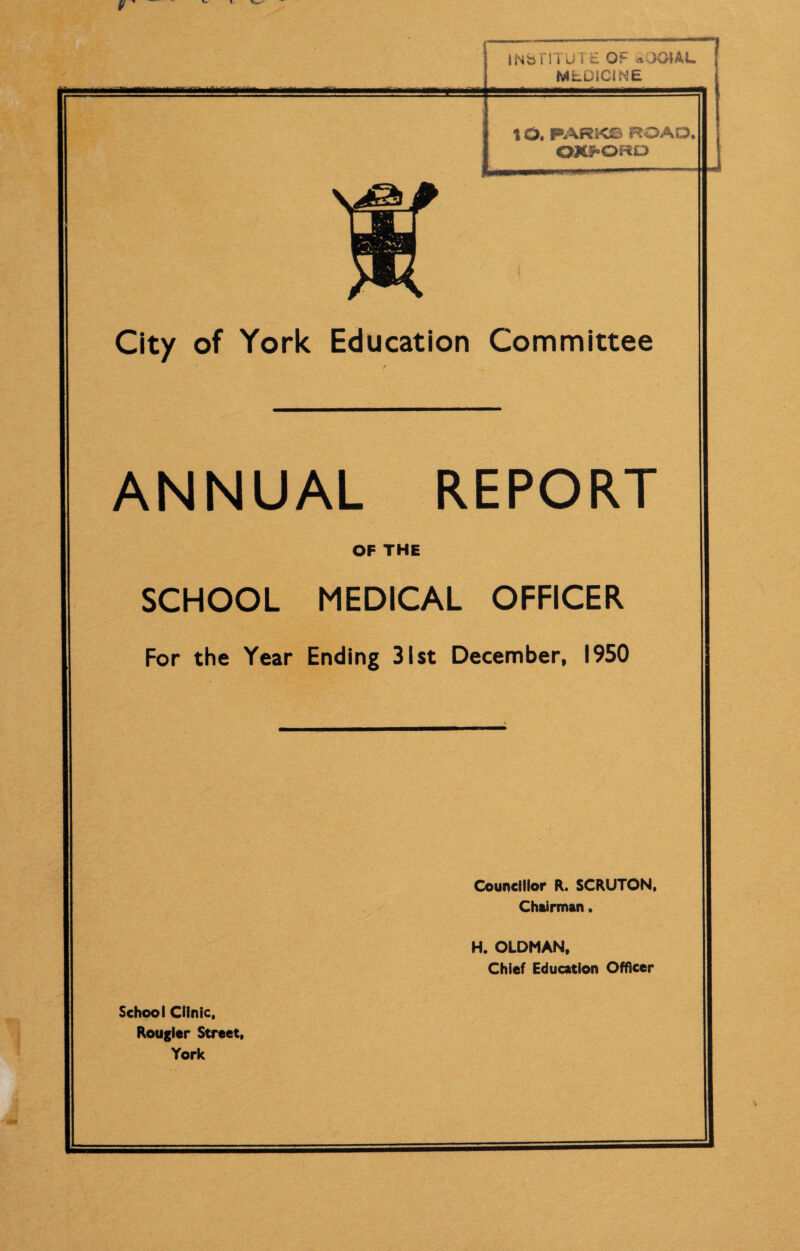 INSTITUTE OF SOCIAL
MEDICINE
10, PARKS ROAD,
OXFORD
City of York Education Committee
ANNUAL REPORT
OF THE
SCHOOL MEDICAL OFFICER
For the Year Ending 31st December, 1950
Councillor R. SCRUTON,
Chairman.
H. OLDMAN,
Chief Education Officer
School Clinic,
Rougier Street,
York